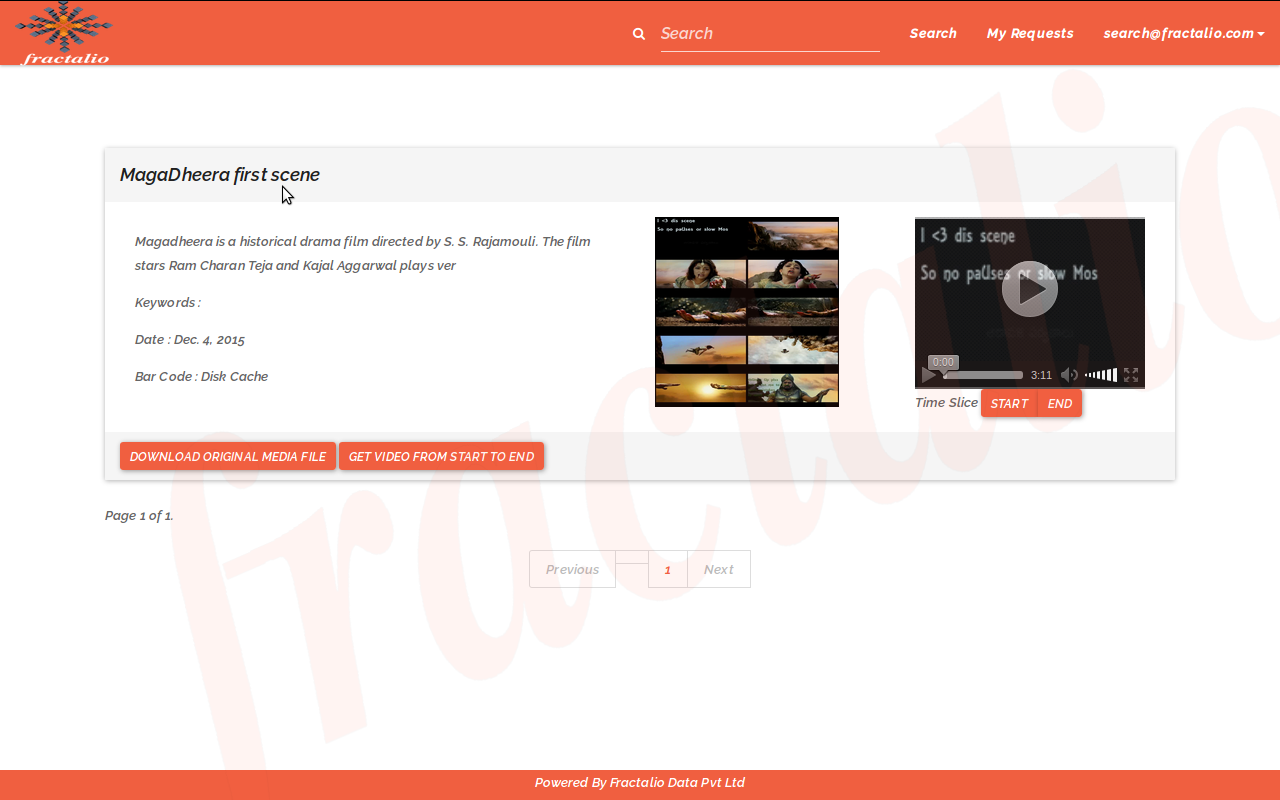 fractalio
Search
Search
My Requests
search@fractalio.com
MagaDheera first scene
Magadheera is a historical drama film directed by S. S. Rajamouli. The film
stars Ram Charan Teja and Kajal Aggarwal plays ver
Keywords :
Date : Dec. 4, 2015
Bar Code : Disk Cache
I <3 dis scene
So no paUses or slow Mos
I <3 dis scene
So no paUses or slow Mos
0:00
3:11
Time Slice
START
END
DOWNLOAD ORIGINAL MEDIA FILE
GET VIDEO FROM START TO END
Page 1 of 1.
Previous
1
Next
fractalio
Powered By Fractalio Data Pvt Ltd